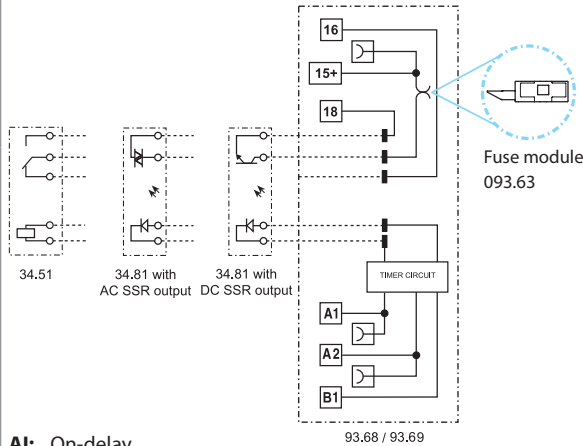 16
15+
18
Fuse module
093.63
34.51
34.81 with
AC SSR output
34.81 with
DC SSR output
TIMER CIRCUIT
A1
A2
B1
93.68 / 93.69
AI: On-delay